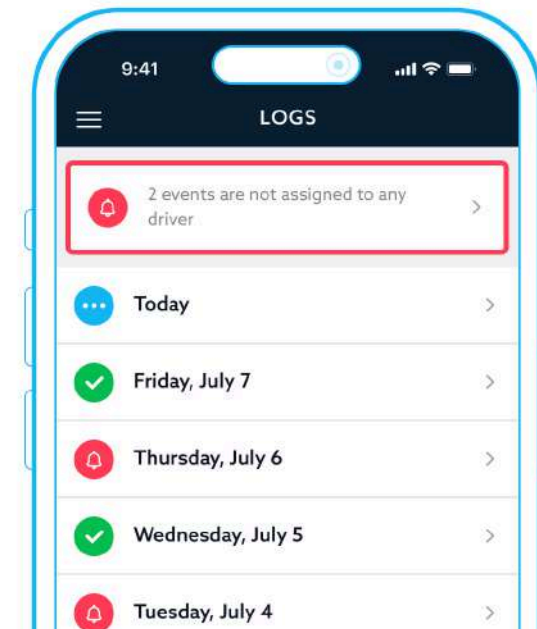 9:41
LOGS
2 events are not assigned to any
driver
Today
Friday, July 7
Thursday, July 6
Wednesday, July 5
Tuesday, July 4